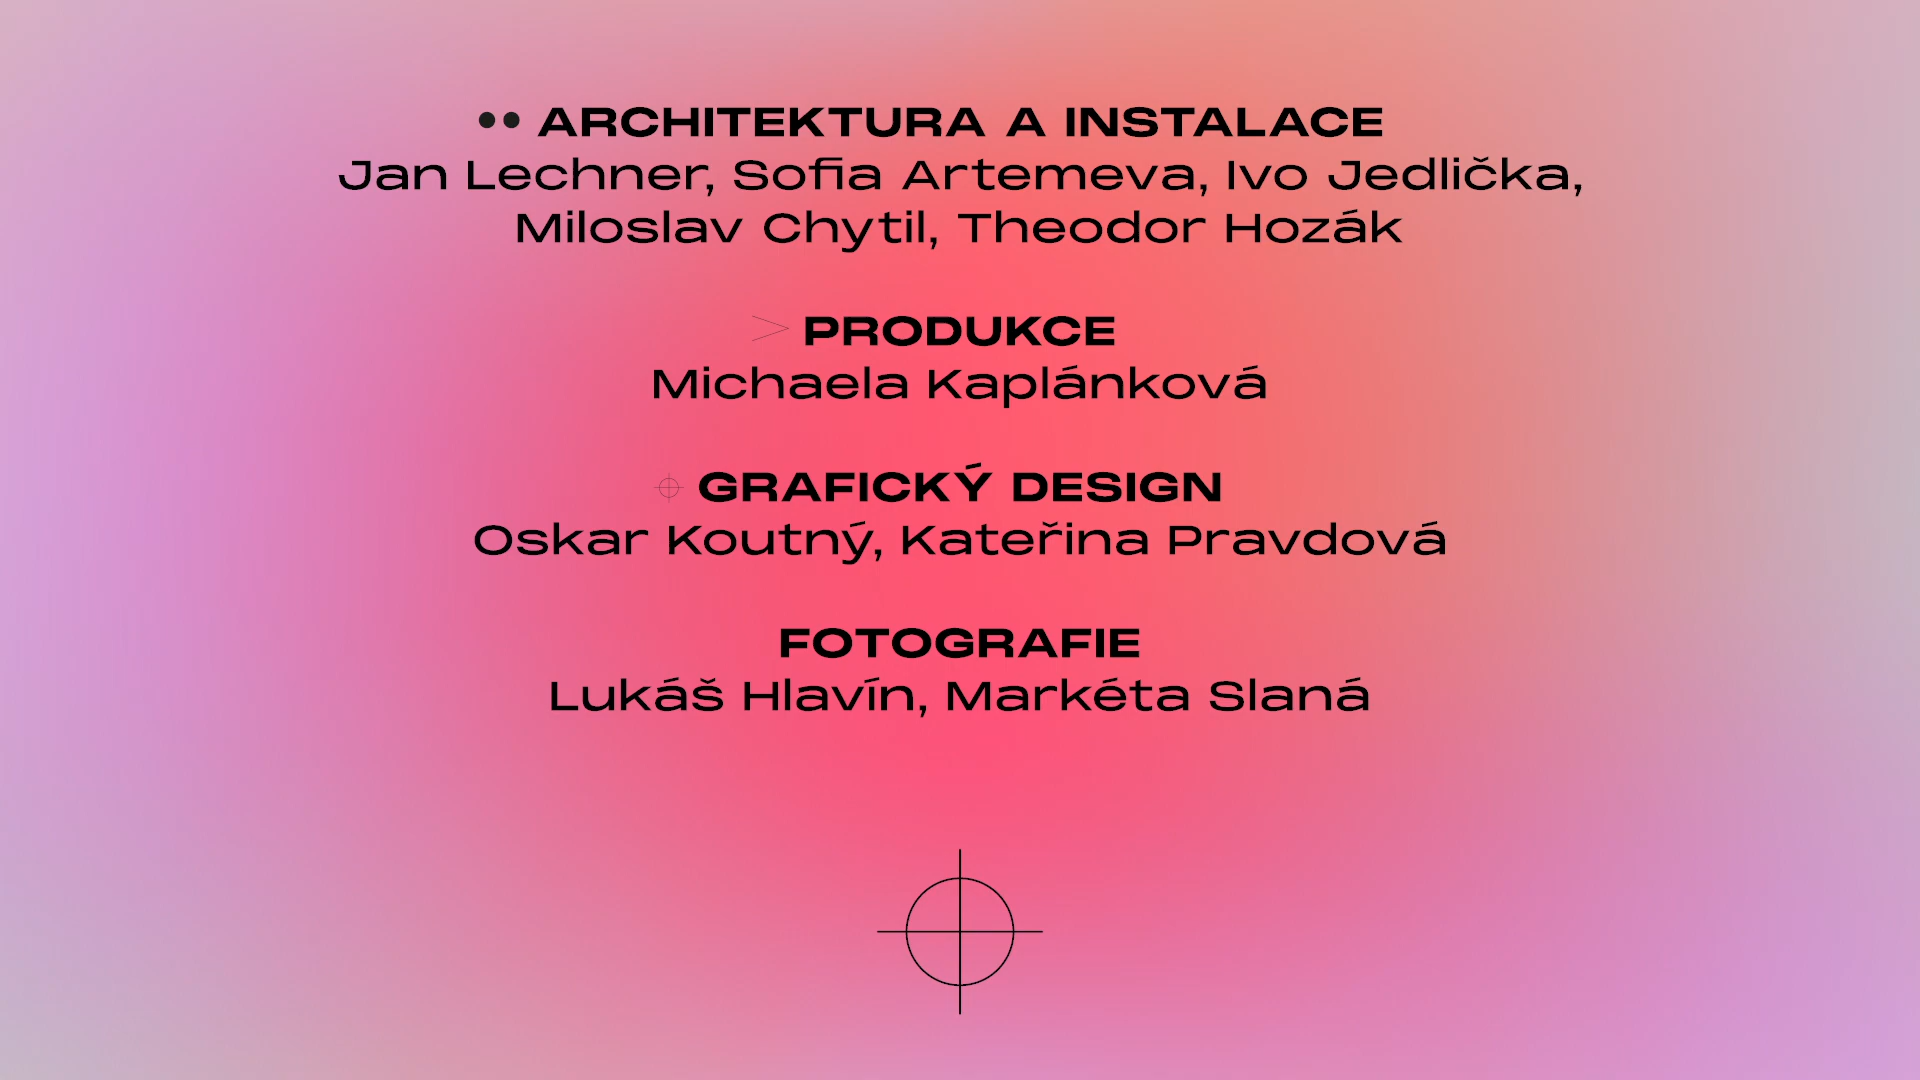 ●● ARCHITEKTURA A INSTALACE
Jan Lechner, Sofia Artemeva, Ivo Jedlička,
Miloslav Chytil, Theodor Hozák
> PRODUKCE
Michaela Kaplánková
GRAFICKÝ DESIGN
Oskar Koutný, Kateřina Pravdová
FOTOGRAFIE
Lukáš Hlavín, Markéta Slaná